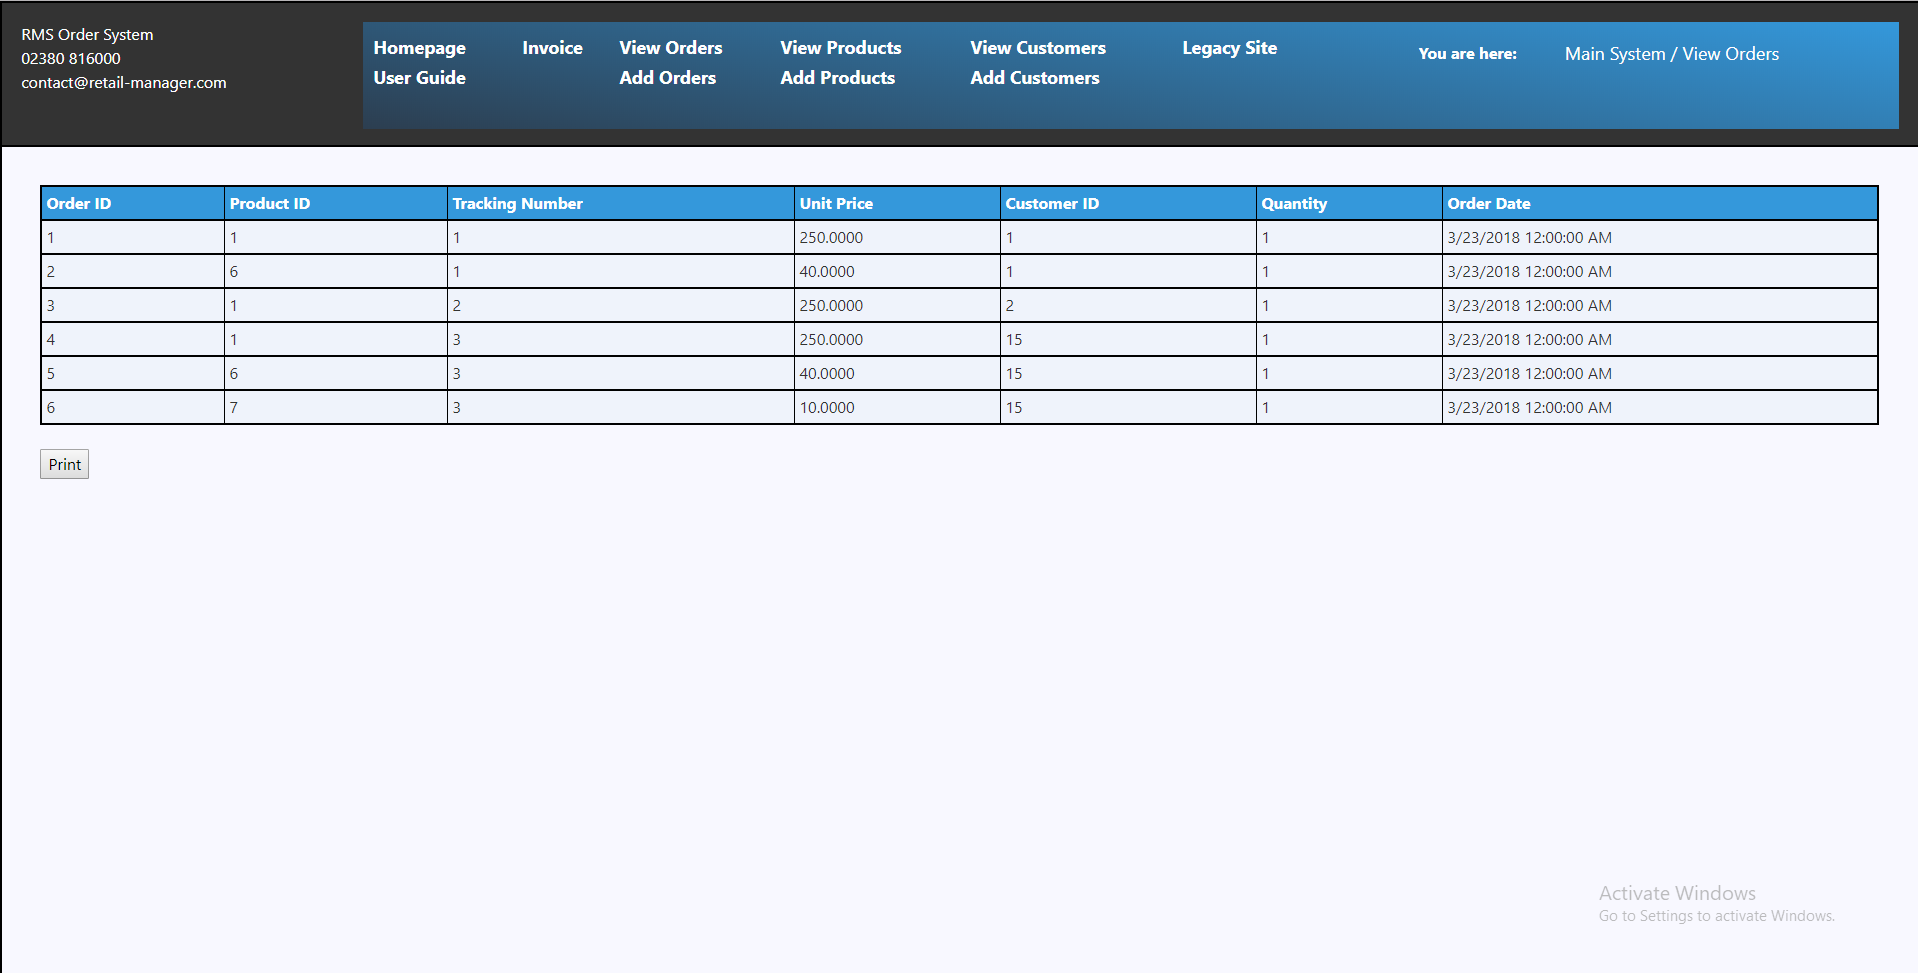 RMS Order System
02380 816000
contact@retail-manager.com
Homepage Invoice View Orders View Products View Customers Legacy Site
User Guide Add Orders Add Products Add Customers
You are here: Main System / View Orders
Order ID Product ID Tracking Number Unit Price Customer ID Quantity Order Date
1 1 1 250.0000 1 1 3/23/2018 12:00:00 AM
2 6 1 40.0000 1 1 3/23/2018 12:00:00 AM
3 1 2 250.0000 2 1 3/23/2018 12:00:00 AM
4 1 3 250.0000 15 1 3/23/2018 12:00:00 AM
5 6 3 40.0000 15 1 3/23/2018 12:00:00 AM
6 7 3 10.0000 15 1 3/23/2018 12:00:00 AM
Print
Activate Windows
Go to Settings to activate Windows.